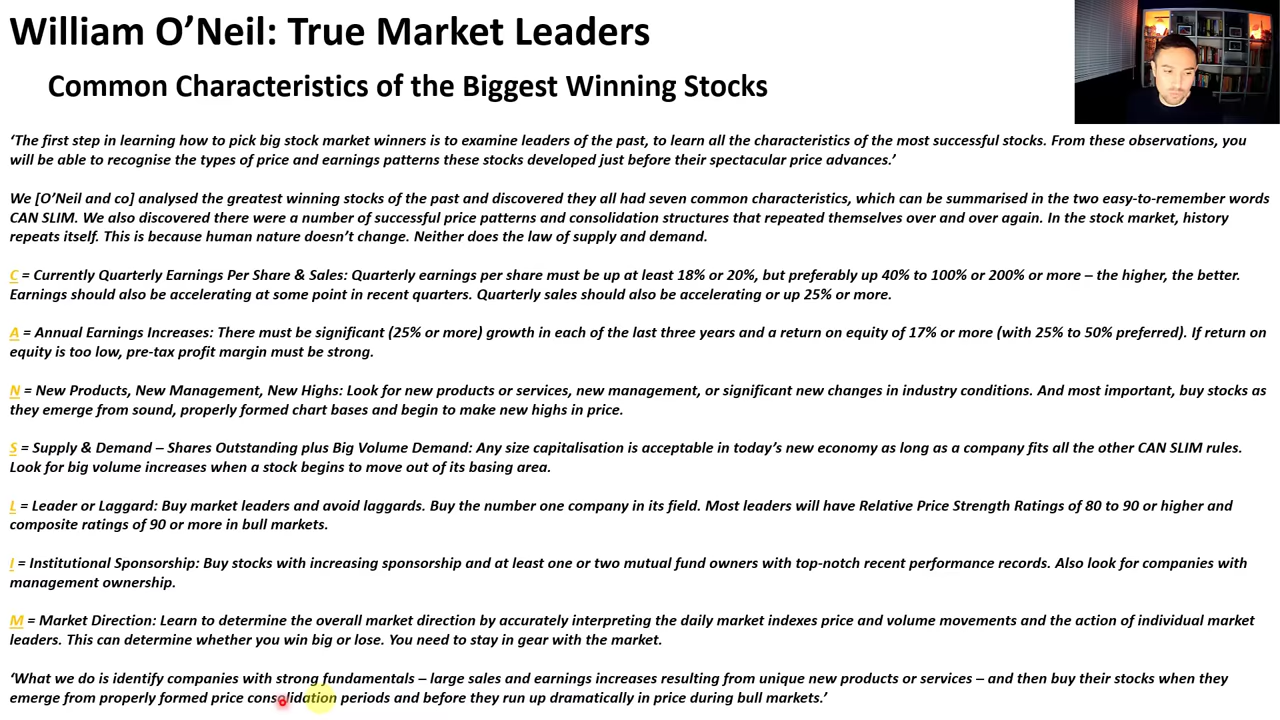 William O’Neil: True Market Leaders
Common Characteristics of the Biggest Winning Stocks
‘The first step in learning how to pick big stock market winners is to examine leaders of the past, to learn all the characteristics of the most successful stocks. From these observations, you
will be able to recognise the types of price and earnings patterns these stocks developed just before their spectacular price advances.’
We [O’Neil and co] analysed the greatest winning stocks of the past and discovered they all had seven common characteristics, which can be summarised in the two easy-to-remember words
CAN SLIM. We also discovered there were a number of successful price patterns and consolidation structures that repeated themselves over and over again. In the stock market, history
repeats itself. This is because human nature doesn’t change. Neither does the law of supply and demand.
C = Currently Quarterly Earnings Per Share & Sales: Quarterly earnings per share must be up at least 18% or 20%, but preferably up 40% to 100% or 200% or more – the higher, the better.
Earnings should also be accelerating at some point in recent quarters. Quarterly sales should also be accelerating or up 25% or more.
A = Annual Earnings Increases: There must be significant (25% or more) growth in each of the last three years and a return on equity of 17% or more (with 25% to 50% preferred). If return on
equity is too low, pre-tax profit margin must be strong.
N = New Products, New Management, New Highs: Look for new products or services, new management, or significant new changes in industry conditions. And most important, buy stocks as
they emerge from sound, properly formed chart bases and begin to make new highs in price.
S = Supply & Demand – Shares Outstanding plus Big Volume Demand: Any size capitalisation is acceptable in today’s new economy as long as a company fits all the other CAN SLIM rules.
Look for big volume increases when a stock begins to move out of its basing area.
L = Leader or Laggard: Buy market leaders and avoid laggards. Buy the number one company in its field. Most leaders will have Relative Price Strength Ratings of 80 to 90 or higher and
composite ratings of 90 or more in bull markets.
I = Institutional Sponsorship: Buy stocks with increasing sponsorship and at least one or two mutual fund owners with top-notch recent performance records. Also look for companies with
management ownership.
M = Market Direction: Learn to determine the overall market direction by accurately interpreting the daily market indexes price and volume movements and the action of individual market
leaders. This can determine whether you win big or lose. You need to stay in gear with the market.
‘What we do is identify companies with strong fundamentals – large sales and earnings increases resulting from unique new products or services – and then buy their stocks when they
emerge from properly formed price consolidation periods and before they run up dramatically in price during bull markets.’